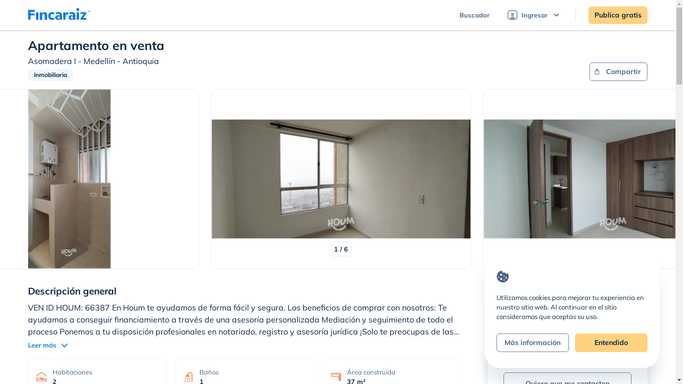 Fincaraiz
Buscador
Ingresar
Publica gratis
Apartamento en venta
Asomadera I - Medellín - Antioquia
Inmobiliaria
Compartir
HOUM
HOUM
HOUM
1 / 6
Descripción general
VEN ID HOUM: 66387 En Houm te ayudamos de forma fácil y segura. Los beneficios de comprar con nosotros: Te
ayudamos a conseguir financiamiento a través de una asesoría personalizada Mediación y seguimiento de todo el
proceso Ponemos a tu disposición profesionales en notariado, registro y asesoría jurídica ¡Solo te preocupas de las...
Leer más
Habitaciones
2
Baños
1
Área construida
37 m²
Utilizamos cookies para mejorar tu experiencia en
nuestro sitio web. Al continuar en el sitio
consideramos que aceptas su uso.
Más información
Entendido
Quiero que me contacten